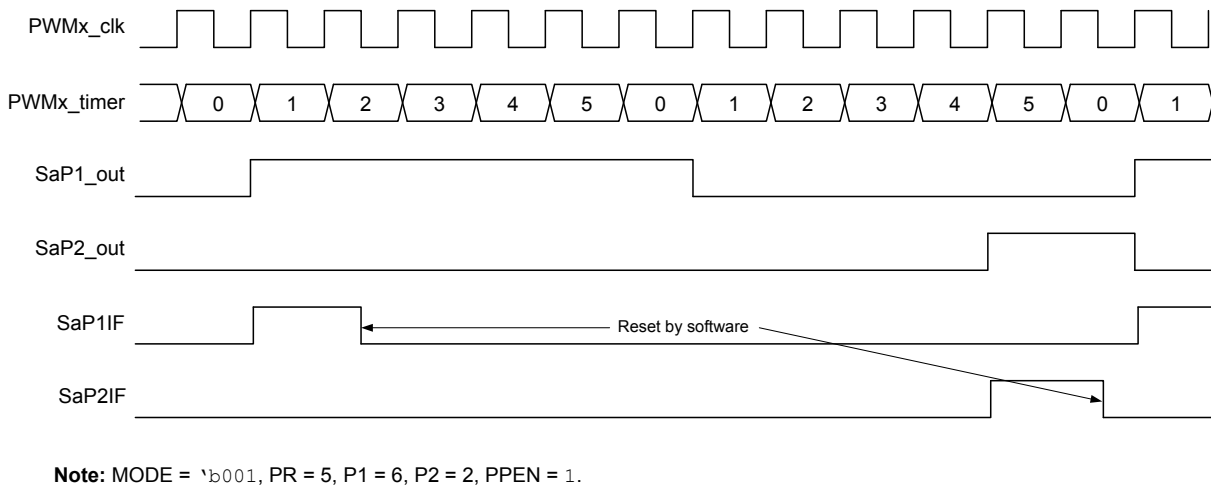 PWMx_clk
PWMx_timer 0 1 2 3 4 5 0 1 2 3 4 5 0 1
SaP1_out
SaP2_out
SaP1IF
Reset by software
SaP2IF
Note: MODE = ‘b001, PR = 5, P1 = 6, P2 = 2, PPEN = 1.